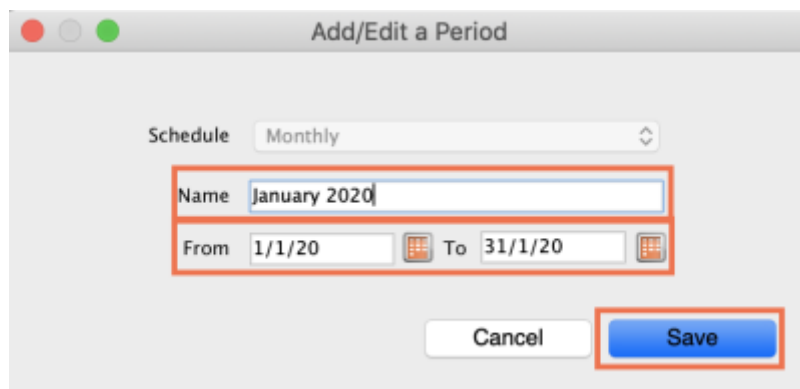 Add/Edit a Period
Schedule Monthly
Name January 2020
From 1/1/20 To 31/1/20
Cancel Save